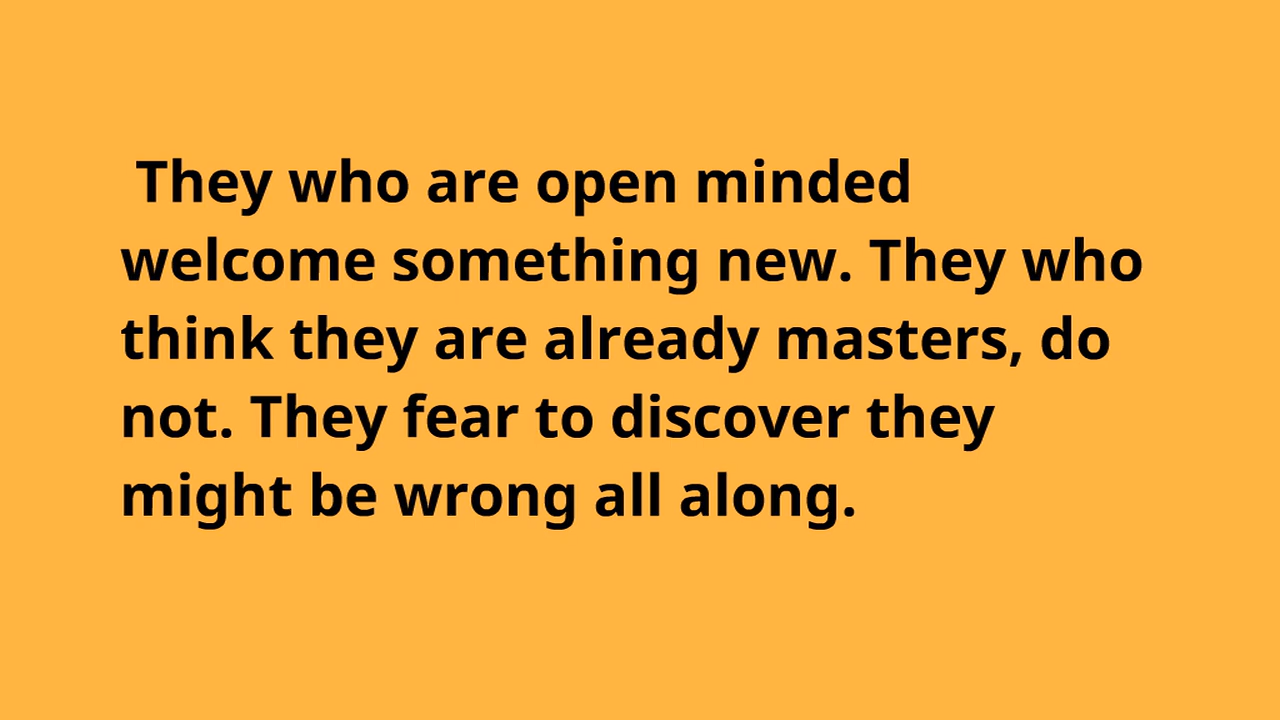 They who are open minded
welcome something new. They who
think they are already masters, do
not. They fear to discover they
might be wrong all along.